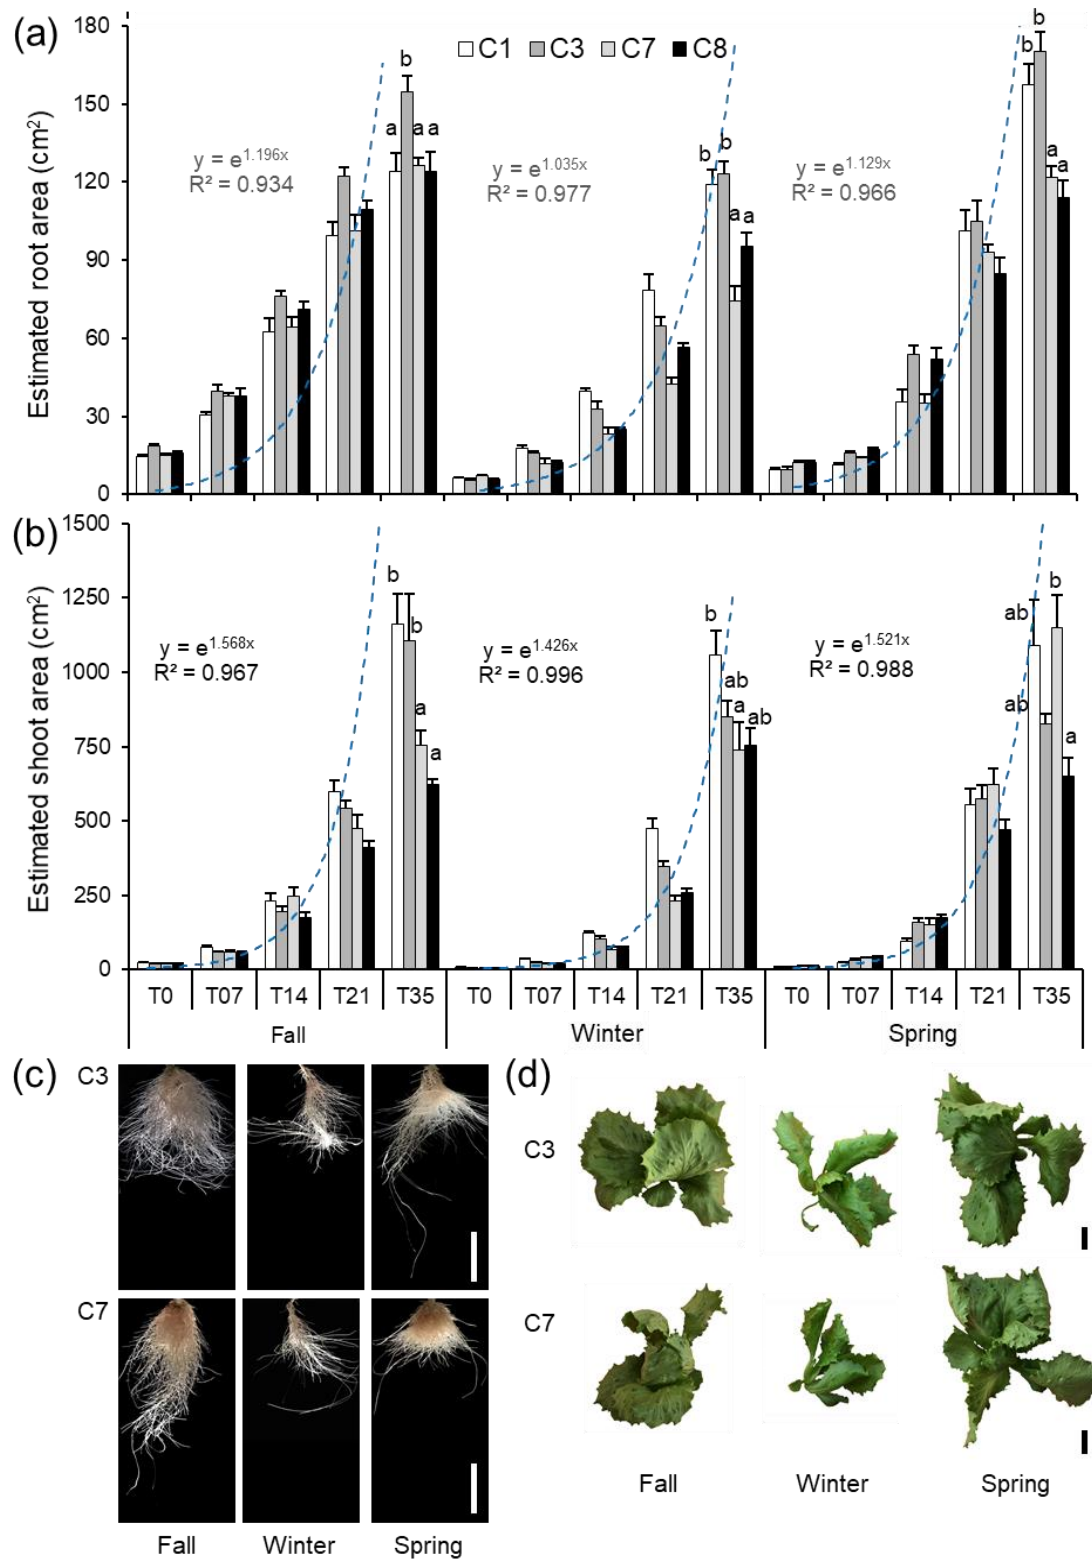 (a)
Estimated root area (cm²)
180
150
120
90
60
30
0
C1 C3 C7 C8
y = e^1.196x
R² = 0.934
a b a a
y = e^1.035x
R² = 0.977
b b a a
y = e^1.129x
R² = 0.966
b b a a
(b)
Estimated shoot area (cm²)
1500
1250
1000
750
500
250
0
y = e^1.568x
R² = 0.967
b b a a
y = e^1.426x
R² = 0.996
b ab a ab
y = e^1.521x
R² = 0.988
ab ab b a
T0 T07 T14 T21 T35 T0 T07 T14 T21 T35 T0 T07 T14 T21 T35
Fall Winter Spring
(c)
C3
C7
Fall Winter Spring
(d)
C3
C7
Fall Winter Spring